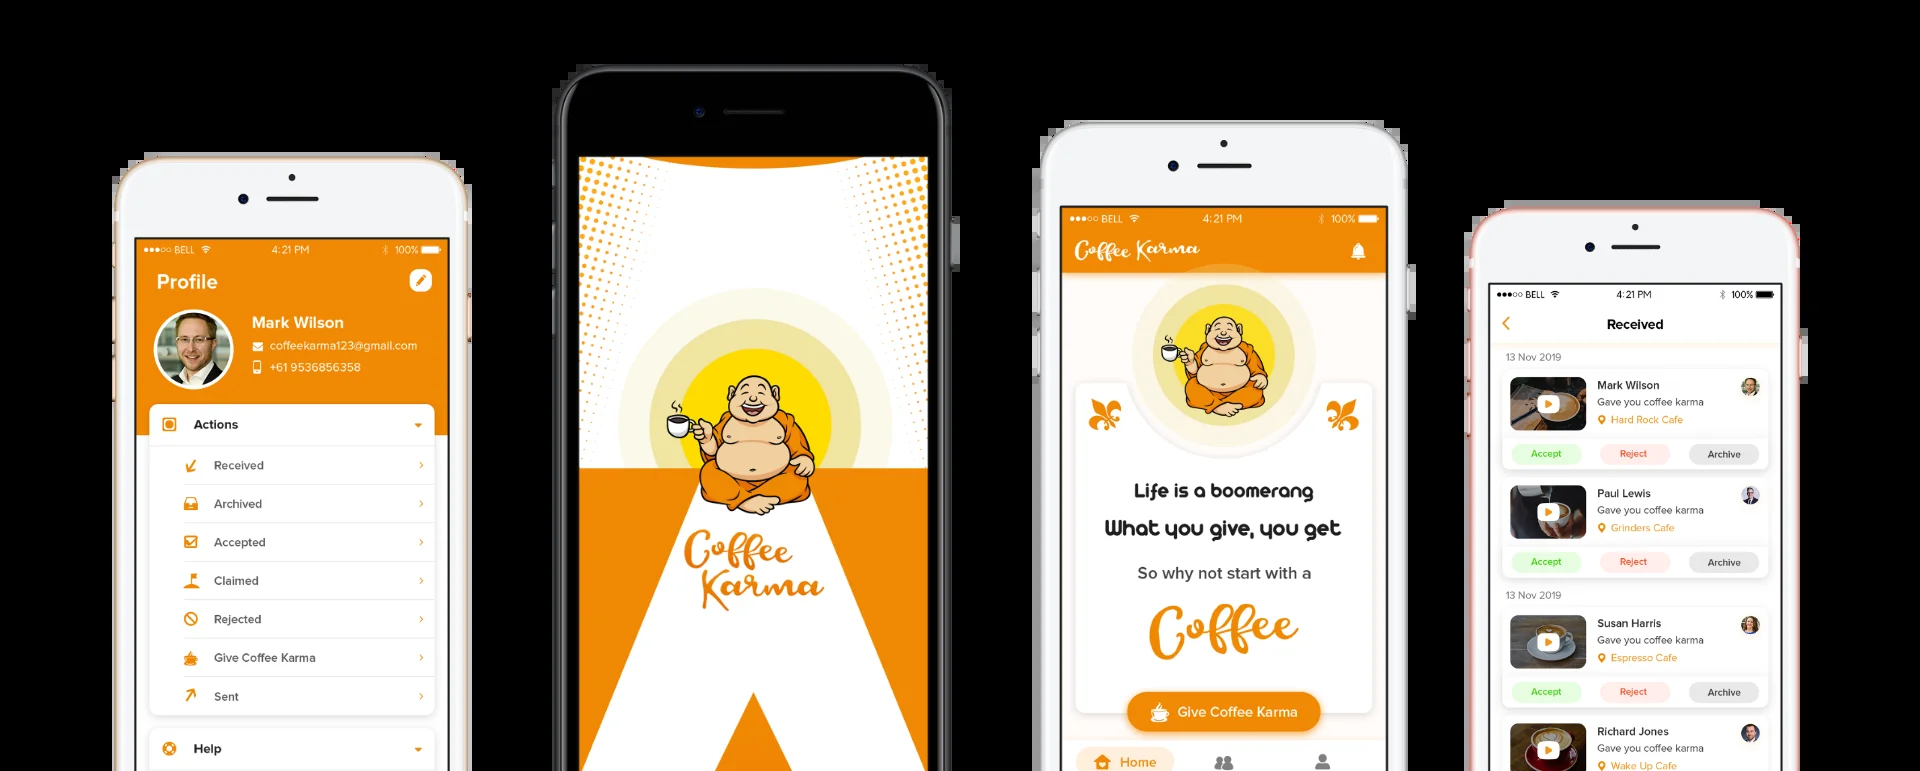 BELL
4:21 PM
100%
Profile
Mark Wilson
coffeekarma123@gmail.com
+61 9536856358
Actions
Received
Archived
Accepted
Claimed
Rejected
Give Coffee Karma
Sent
Help
Coffee
Karma
BELL
4:21 PM
100%
Coffee Karma
Life is a boomerang
What you give, you get
So why not start with a
Coffee
Give Coffee Karma
Home
BELL
4:21 PM
100%
Received
13 Nov 2019
Mark Wilson
Gave you coffee karma
Hard Rock Cafe
Accept
Reject
Archive
Paul Lewis
Gave you coffee karma
Grinders Cafe
Accept
Reject
Archive
13 Nov 2019
Susan Harris
Gave you coffee karma
Espresso Cafe
Accept
Reject
Archive
Richard Jones
Gave you coffee karma
Wake Up Cafe